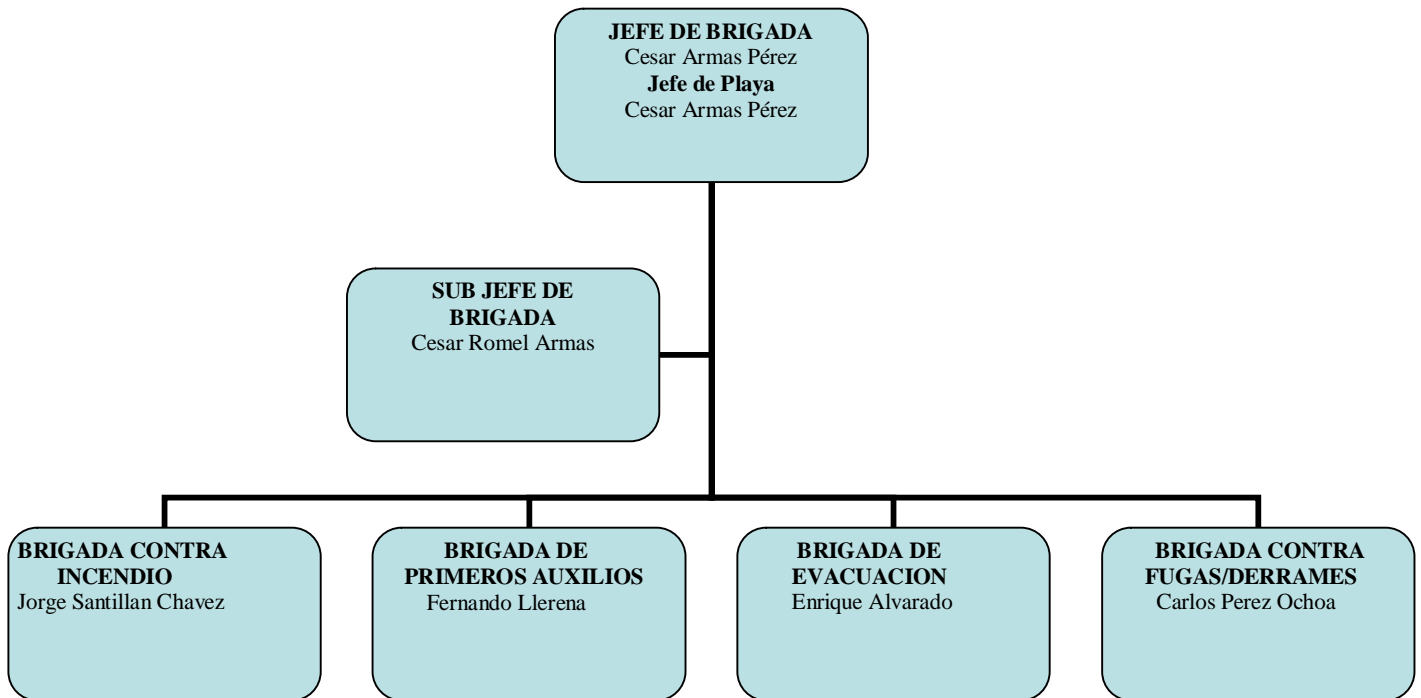 JEFE DE BRIGADA
Cesar Armas Pérez
Jefe de Playa
Cesar Armas Pérez
SUB JEFE DE
BRIGADA
Cesar Romel Armas
BRIGADA CONTRA
INCENDIO
Jorge Santillan Chavez
BRIGADA DE
PRIMEROS AUXILIOS
Fernando Llerena
BRIGADA DE
EVACUACION
Enrique Alvarado
BRIGADA CONTRA
FUGAS/DERRAMES
Carlos Perez Ochoa